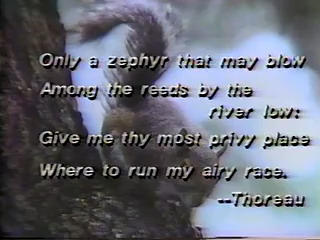 Only a zephyr that may blow
Among the reeds by the
river low:
Give me thy most privy place
Where to run my airy race.
--Thoreau